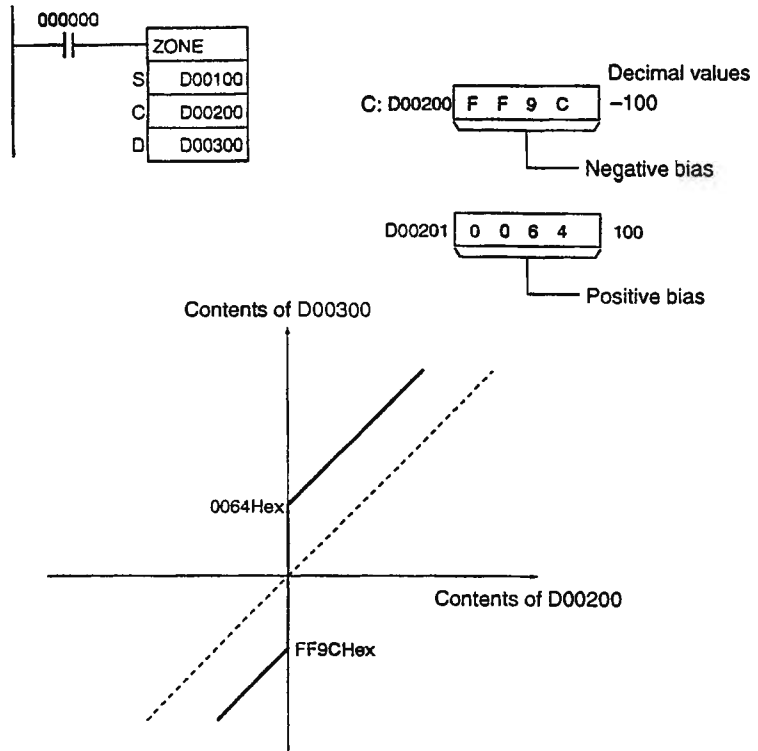 000000
ZONE
S D00100
C D00200
D D00300
Decimal values
C: D00200 F F 9 C −100
Negative bias
D00201 0 0 6 4 100
Positive bias
Contents of D00300
0064Hex
Contents of D00200
FF9CHex